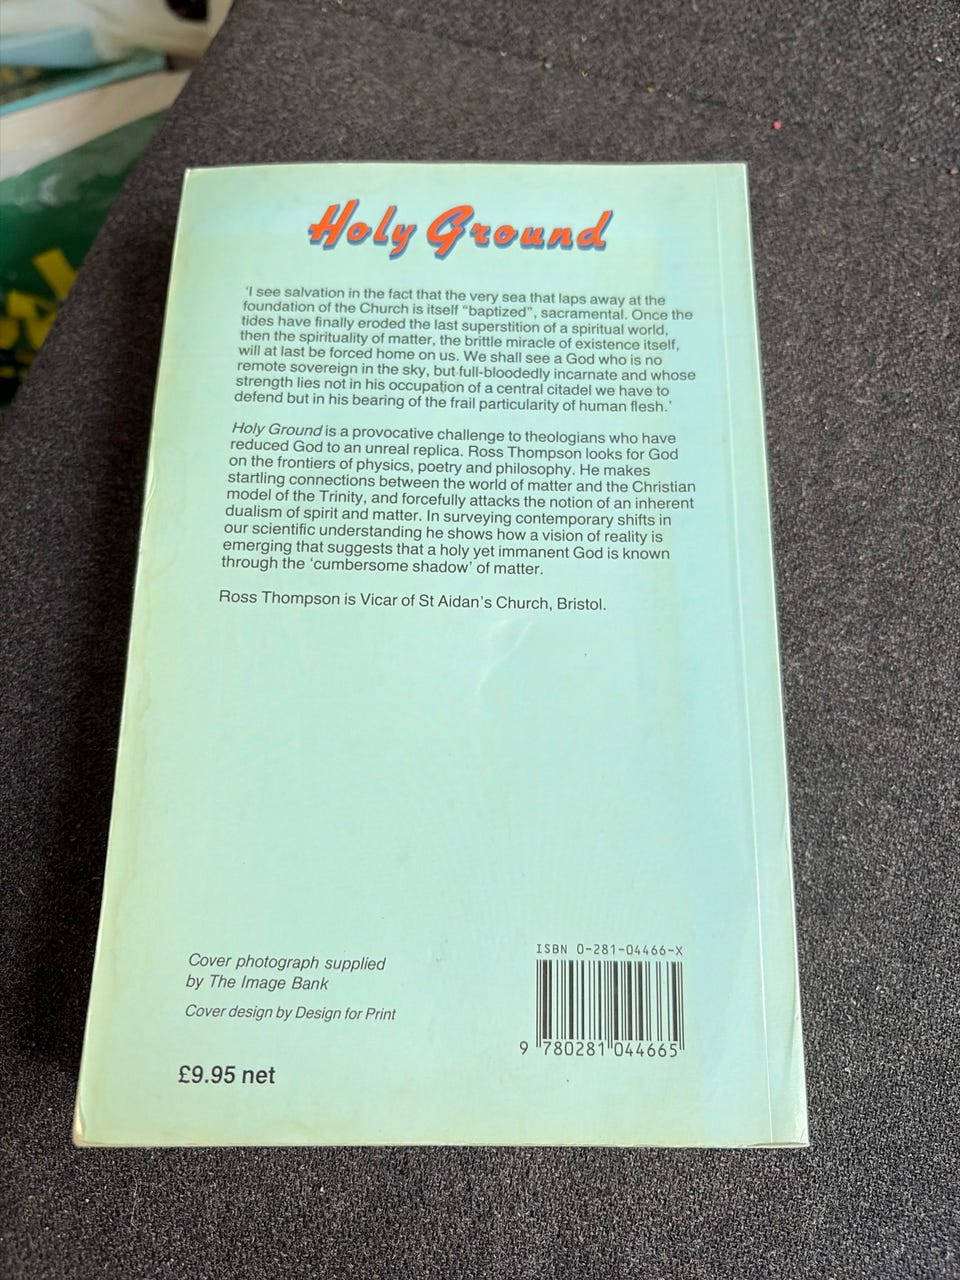 Holy Ground
‘I see salvation in the fact that the very sea that laps away at the
foundation of the Church is itself “baptized”, sacramental. Once the
tides have finally eroded the last superstition of a spiritual world,
then the spirituality of matter, the brittle miracle of existence itself,
will at last be forced home on us. We shall see a God who is no
remote sovereign in the sky, but full-bloodedly incarnate and whose
strength lies not in his occupation of a central citadel we have to
defend but in his bearing of the frail particularity of human flesh.’
Holy Ground is a provocative challenge to theologians who have
reduced God to an unreal replica. Ross Thompson looks for God
on the frontiers of physics, poetry and philosophy. He makes
startling connections between the world of matter and the Christian
model of the Trinity, and forcefully attacks the notion of an inherent
dualism of spirit and matter. In surveying contemporary shifts in
our scientific understanding he shows how a vision of reality is
emerging that suggests that a holy yet immanent God is known
through the ‘cumbersome shadow’ of matter.
Ross Thompson is Vicar of St Aidan’s Church, Bristol.
Cover photograph supplied
by The Image Bank
Cover design by Design for Print
£9.95 net
ISBN 0-281-04466-X
9 780281 044665